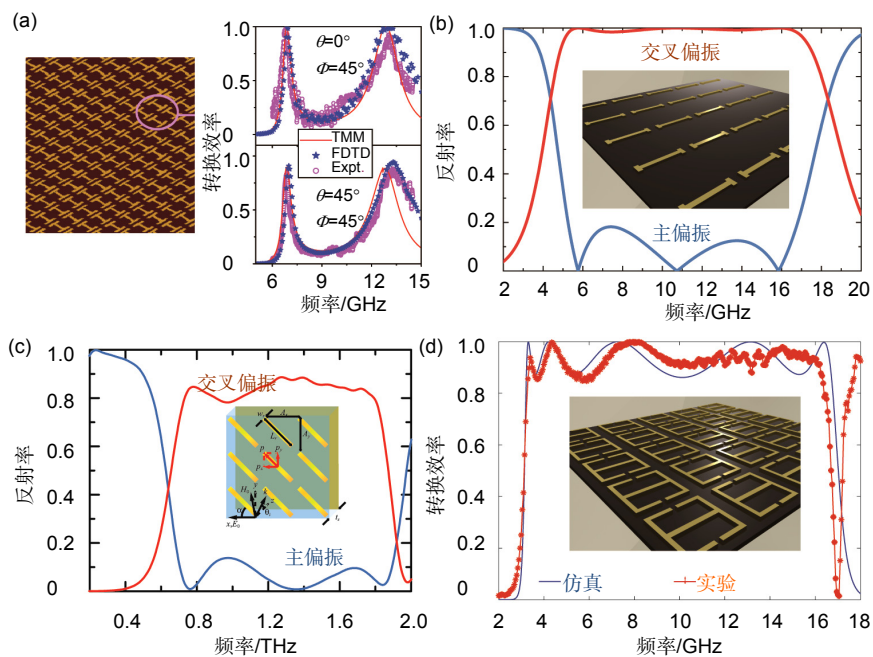 (a)
1.0
0.5
0
1.0
0.5
0
转换效率
θ=0°
Φ=45°
TMM
FDTD
Expt.
θ=45°
Φ=45°
6 9 12 15
频率/GHz
(b)
1.0
0.8
0.6
0.4
0.2
0
反射率
交叉偏振
主偏振
2 4 6 8 10 12 14 16 18 20
频率/GHz
(c)
1.0
0.8
0.6
0.4
0.2
0
反射率
交叉偏振
主偏振
0.4 0.8 1.2 1.6 2.0
频率/THz
(d)
1.0
0.8
0.6
0.4
0.2
0
转换效率
仿真 实验
2 4 6 8 10 12 14 16 18
频率/GHz